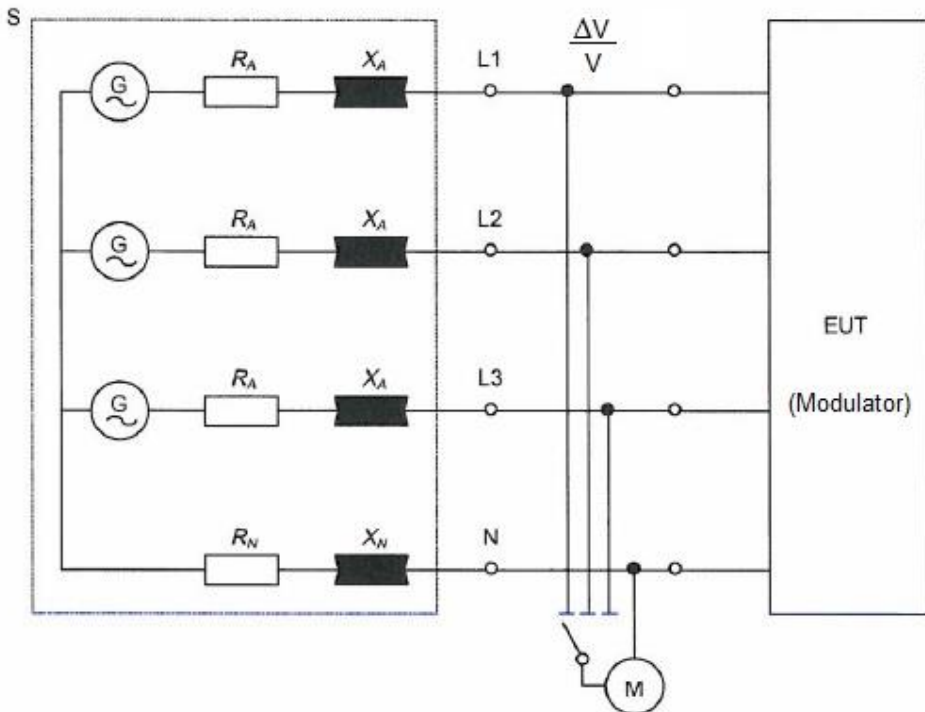 S
ΔV
V
G
R_A
X_A
L1
G
R_A
X_A
L2
EUT
(Modulator)
G
R_A
X_A
L3
R_N
X_N
N
M